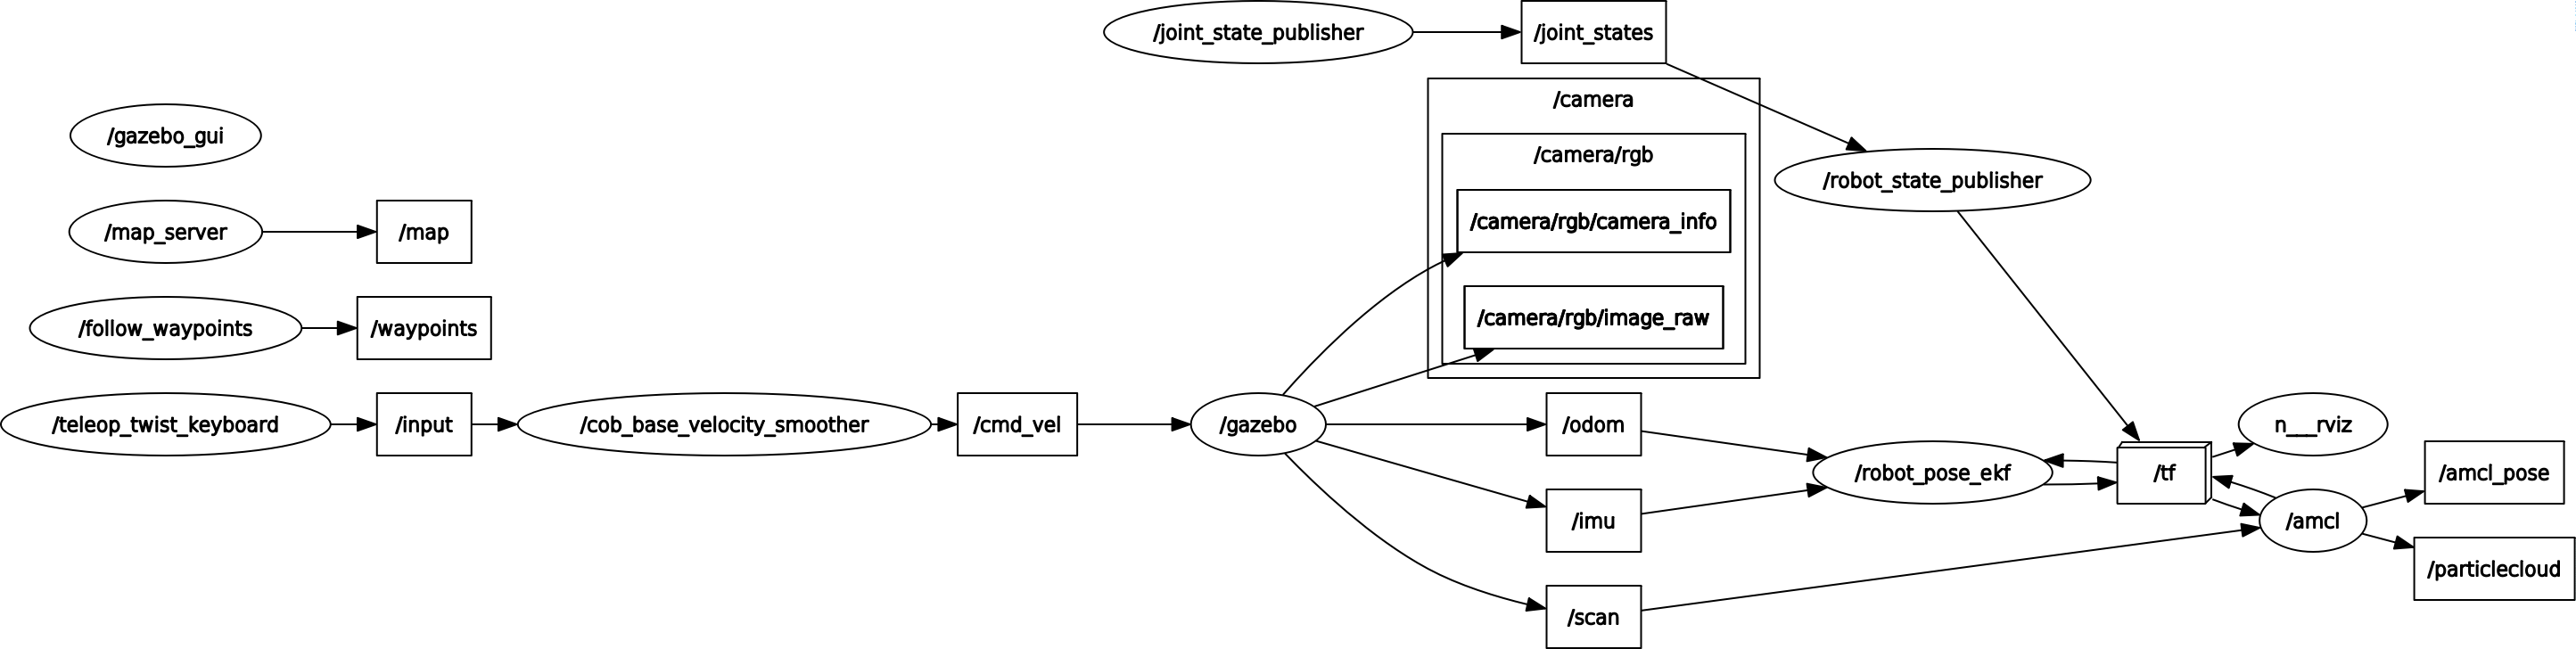 /joint_state_publisher
/joint_states
/camera
/gazebo_gui
/camera/rgb
/robot_state_publisher
/camera/rgb/camera_info
/map_server
/map
/camera/rgb/image_raw
/follow_waypoints
/waypoints
/teleop_twist_keyboard
/input
/cob_base_velocity_smoother
/cmd_vel
/gazebo
/odom
n___rviz
/robot_pose_ekf
/tf
/amcl_pose
/imu
/amcl
/particlecloud
/scan